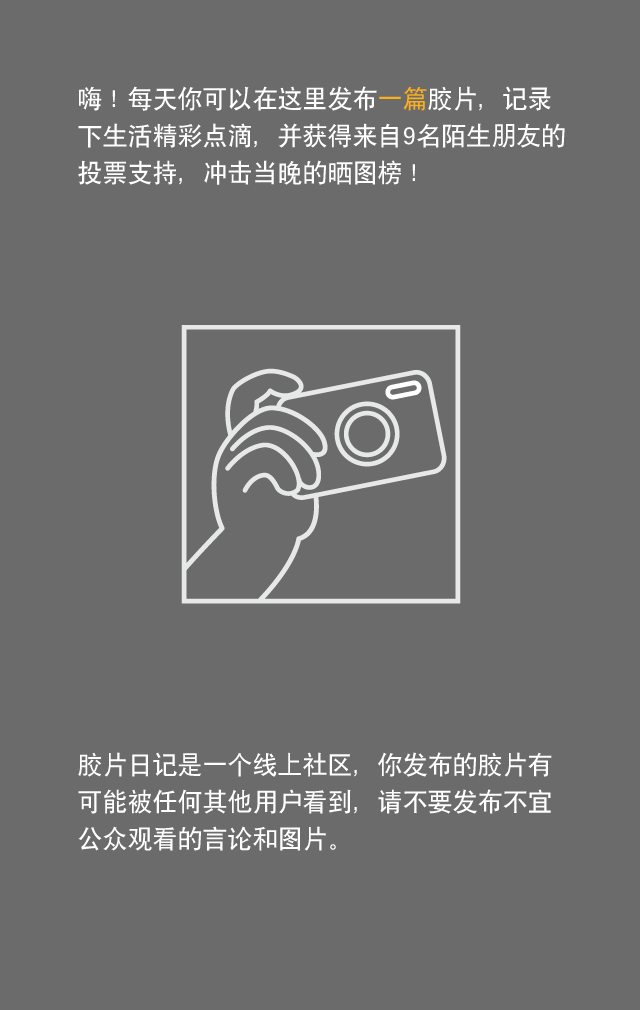 嗨！每天你可以在这里发布一篇胶片，记录
下生活精彩点滴，并获得来自9名陌生朋友的
投票支持，冲击当晚的晒图榜！
胶片日记是一个线上社区，你发布的胶片有
可能被任何其他用户看到，请不要发布不宜
公众观看的言论和图片。